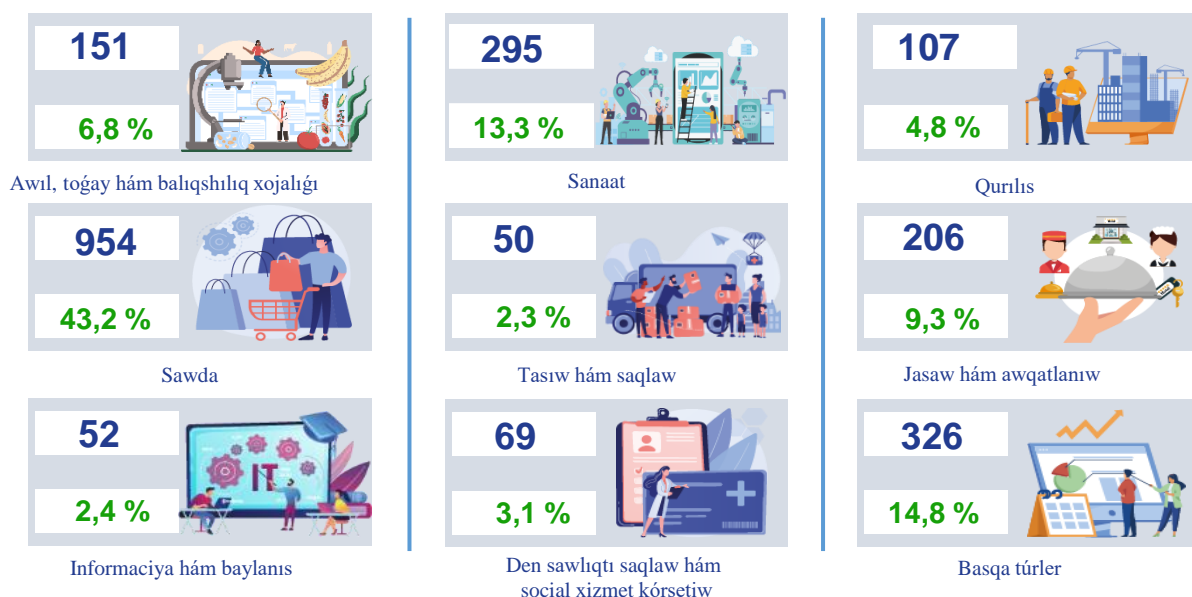 151
6,8 %
Awıl, toǵay hám balıqshılıq xojalıǵı
295
13,3 %
Sanaat
107
4,8 %
Qurılıs
954
43,2 %
Sawda
50
2,3 %
Tasıw hám saqlaw
206
9,3 %
Jasaw hám awqatlanıw
52
2,4 %
IT
Informaciya hám baylanıs
69
3,1 %
Den sawlıqtı saqlaw hám
social xizmet kórsetiw
326
14,8 %
Basqa túrler